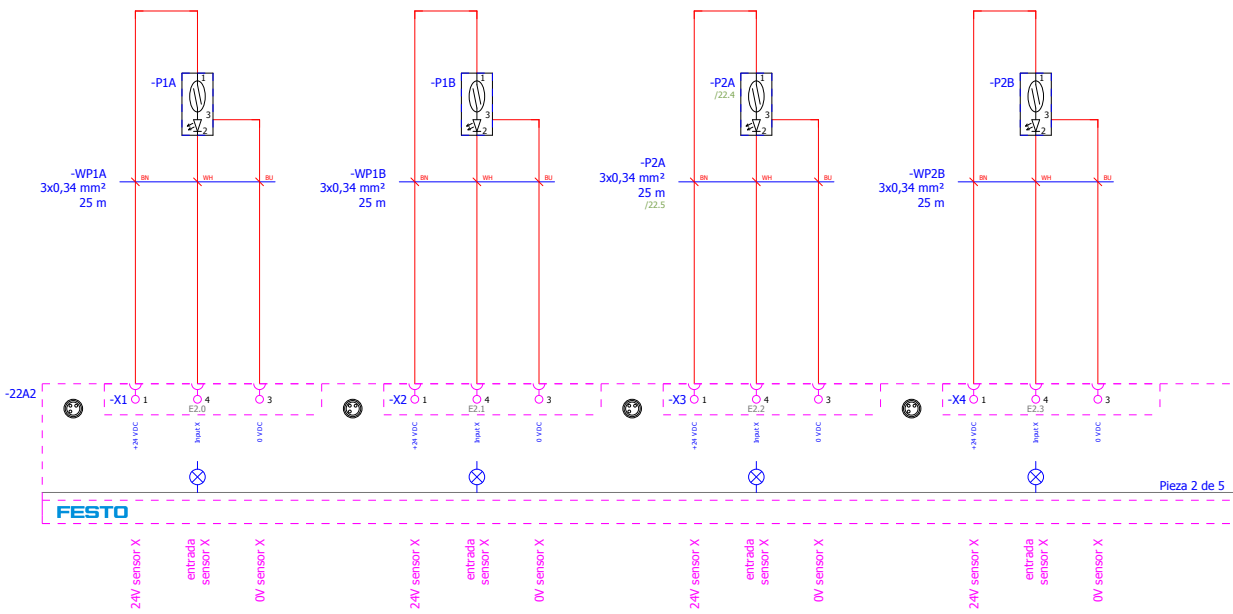 -P1A
1
3
2
-P1B
1
3
2
-P2A
/22.4
1
3
2
-P2B
1
3
2
-WP1A
3x0,34 mm²
25 m
BN
WH
BU
-WP1B
3x0,34 mm²
25 m
BN
WH
BU
-P2A
3x0,34 mm²
25 m
/22.5
BN
WH
BU
-WP2B
3x0,34 mm²
25 m
BN
WH
BU
-22A2
-X1
1
4
3
E2.0
-X2
1
4
3
E2.1
-X3
1
4
3
E2.2
-X4
1
4
3
E2.3
+24 VDC
Input X
0 VDC
+24 VDC
Input X
0 VDC
+24 VDC
Input X
0 VDC
+24 VDC
Input X
0 VDC
Pieza 2 de 5
FESTO
24V sensor X
entrada
sensor X
0V sensor X
24V sensor X
entrada
sensor X
0V sensor X
24V sensor X
entrada
sensor X
0V sensor X
24V sensor X
entrada
sensor X
0V sensor X